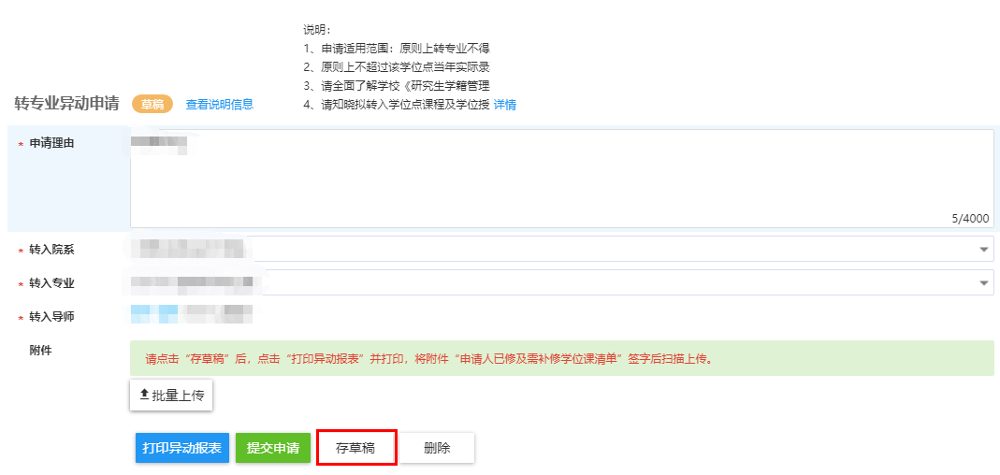 说明：
1、申请适用范围：原则上转专业不得
2、原则上不超过该学位点当年实际录
3、请全面了解学校《研究生学籍管理
4、请知晓拟转入学位点课程及学位授 详情
转专业异动申请 草稿 查看说明信息
* 申请理由
5/4000
* 转入院系
* 转入专业
* 转入导师
附件
请点击“存草稿”后，点击“打印异动报表”并打印，将附件“申请人已修及需补修学位课清单”签字后扫描上传。
批量上传
打印异动报表 提交申请 存草稿 删除